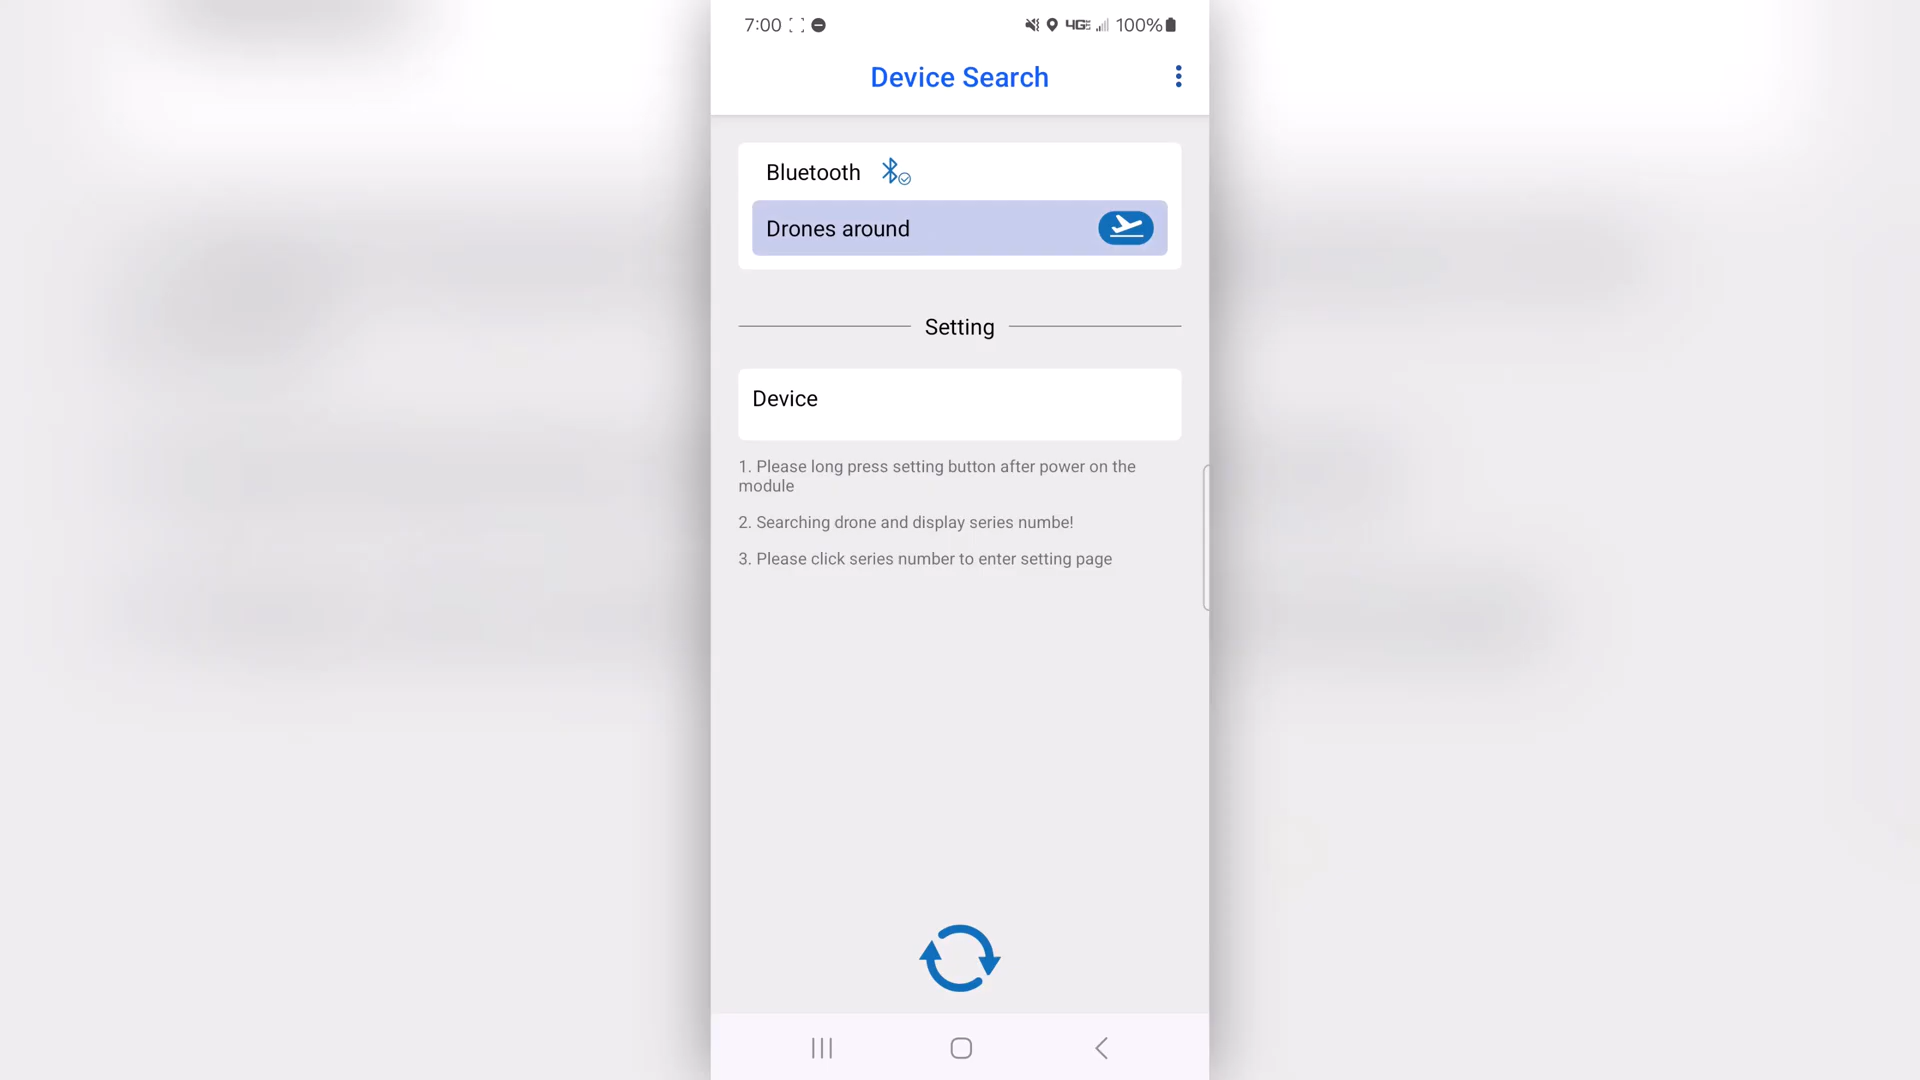 7:00 4GE 100%
Device Search
Bluetooth
Drones around
Setting
Device
1. Please long press setting button after power on the
module
2. Searching drone and display series numbe!
3. Please click series number to enter setting page